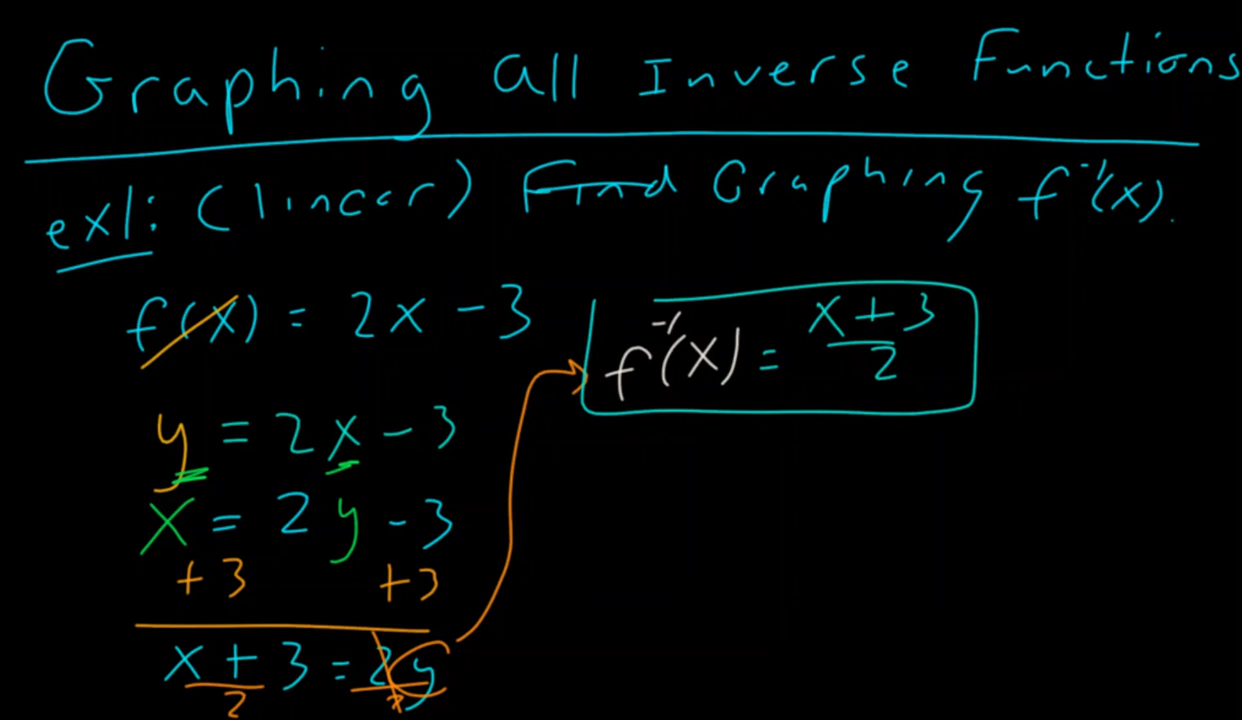 Graphing all Inverse Functions
ex1: (linear) Find Graphing f⁻¹(x).
f(x) = 2x - 3
f⁻¹(x) = (x + 3)/2
y = 2x - 3
x = 2y - 3
+3 +3
(x + 3)/2 = 2y/2